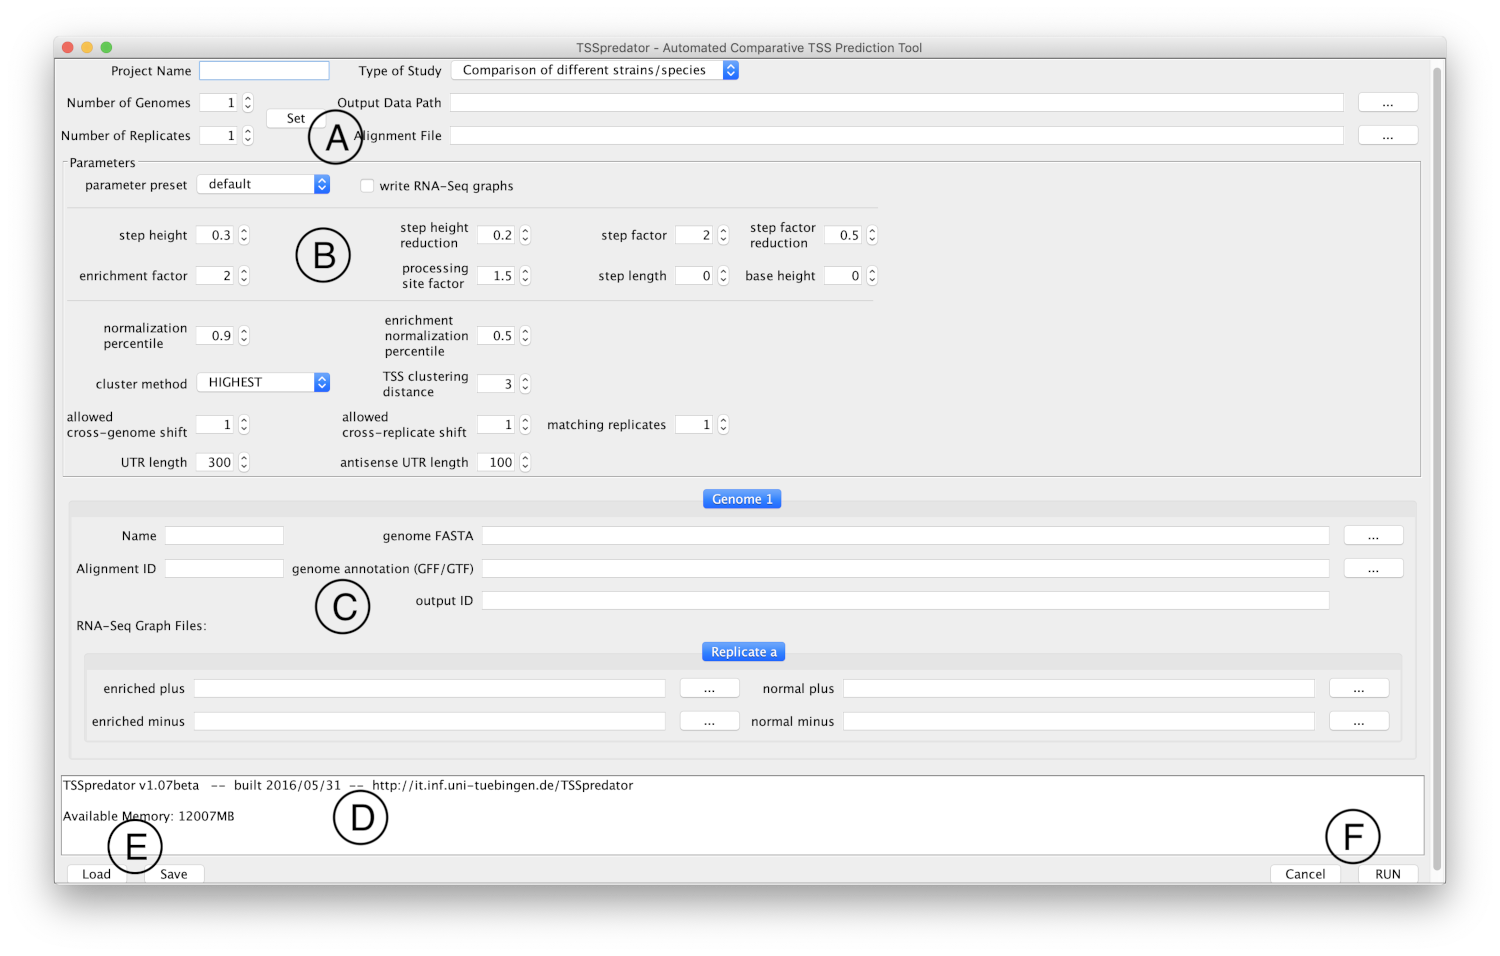 TSSpredator - Automated Comparative TSS Prediction Tool
Project Name Type of Study Comparison of different strains/species
Number of Genomes 1 Output Data Path ...
Set
Number of Replicates 1 A Alignment File ...
Parameters
parameter preset default write RNA-Seq graphs
step height 0.3 step height reduction 0.2 step factor 2 step factor reduction 0.5
B
enrichment factor 2 processing site factor 1.5 step length 0 base height 0
normalization percentile 0.9 enrichment normalization percentile 0.5
cluster method HIGHEST TSS clustering distance 3
allowed cross-genome shift 1 allowed cross-replicate shift 1 matching replicates 1
UTR length 300 antisense UTR length 100
Genome 1
Name genome FASTA ...
Alignment ID genome annotation (GFF/GTF) ...
C output ID
RNA-Seq Graph Files:
Replicate a
enriched plus ... normal plus ...
enriched minus ... normal minus ...
TSSpredator v1.07beta -- built 2016/05/31 -- http://it.inf.uni-tuebingen.de/TSSpredator
Available Memory: 12007MB
D
E F
Load Save Cancel RUN